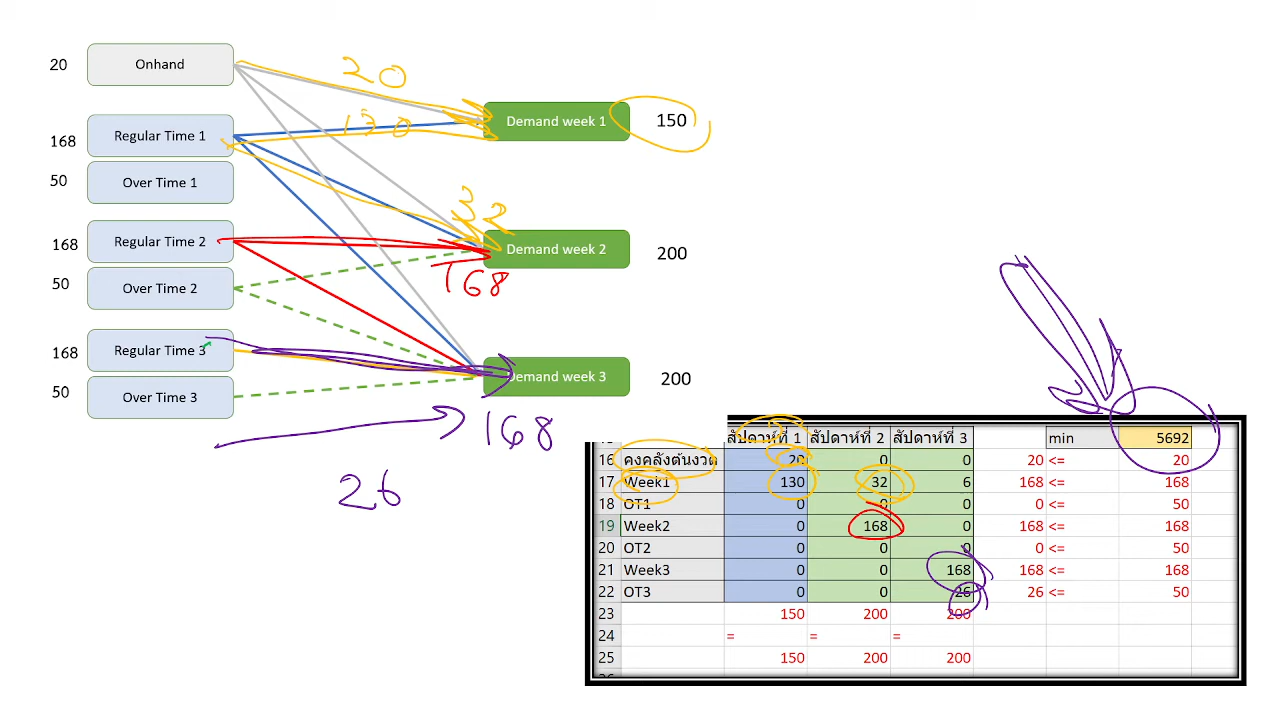 20 Onhand
20
168 Regular Time 1
130
Demand week 1 150
50 Over Time 1
32
168 Regular Time 2
Demand week 2 200
168
50 Over Time 2
168 Regular Time 3
Demand week 3 200
50 Over Time 3
168
26
สัปดาห์ที่ 1 สัปดาห์ที่ 2 สัปดาห์ที่ 3 min 5692
16 คงคลังต้นงวด 20 0 0 20 <= 20
17 Week1 130 32 6 168 <= 168
18 OT1 0 0 0 0 <= 50
19 Week2 0 168 0 168 <= 168
20 OT2 0 0 0 0 <= 50
21 Week3 0 0 168 168 <= 168
22 OT3 0 0 26 26 <= 50
23 150 200 200
24 = = =
25 150 200 200